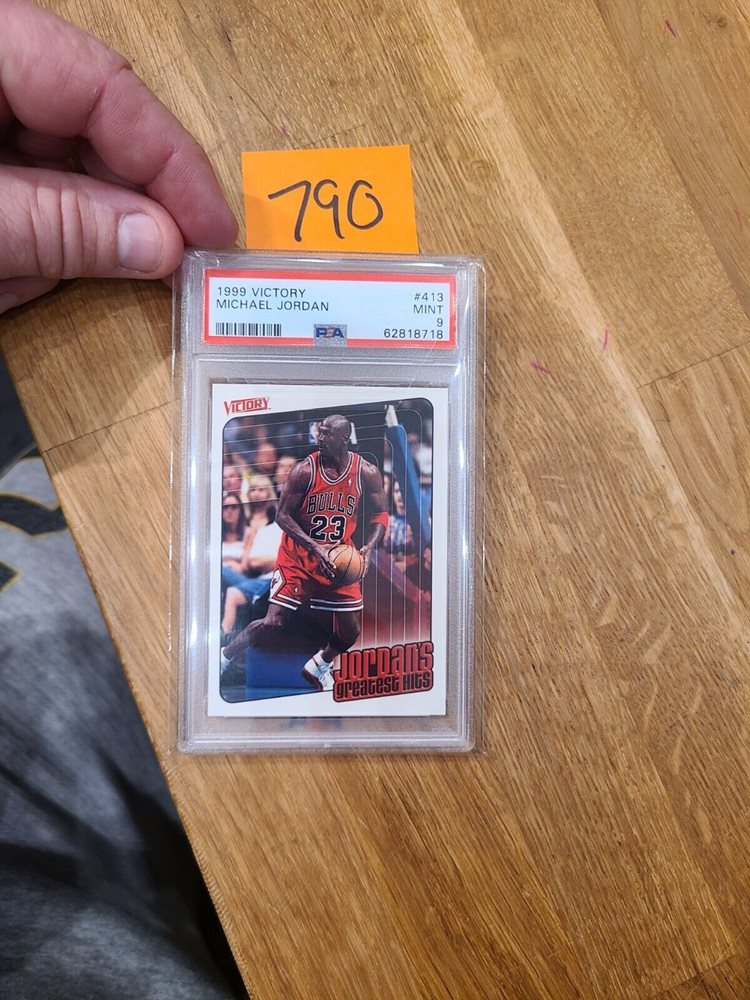 790
1999 VICTORY #413
MICHAEL JORDAN MINT
9
PSA 62818718
VICTORY
BULLS
23
JORDAN'S
GREATEST HITS